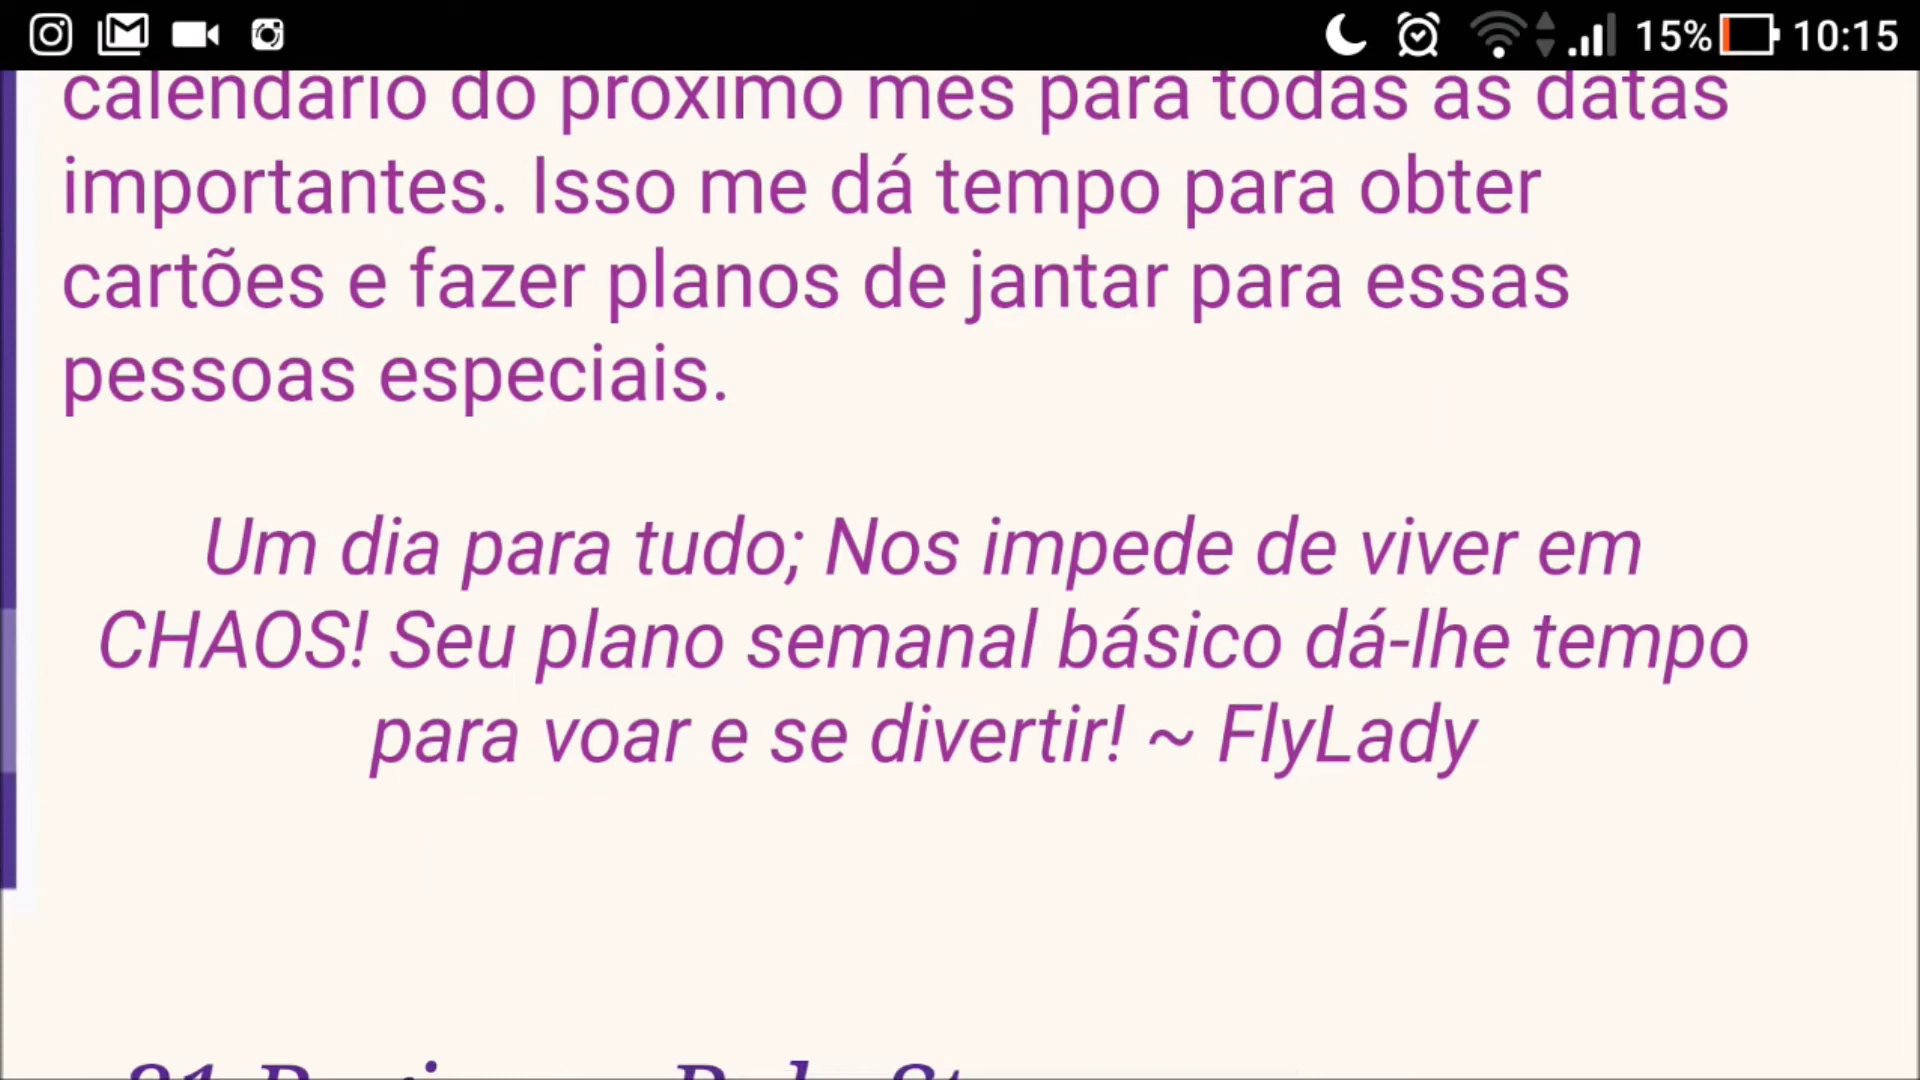 15% 10:15
calendário do próximo mês para todas as datas
importantes. Isso me dá tempo para obter
cartões e fazer planos de jantar para essas
pessoas especiais.
Um dia para tudo; Nos impede de viver em
CHAOS! Seu plano semanal básico dá-lhe tempo
para voar e se divertir! ~ FlyLady
31